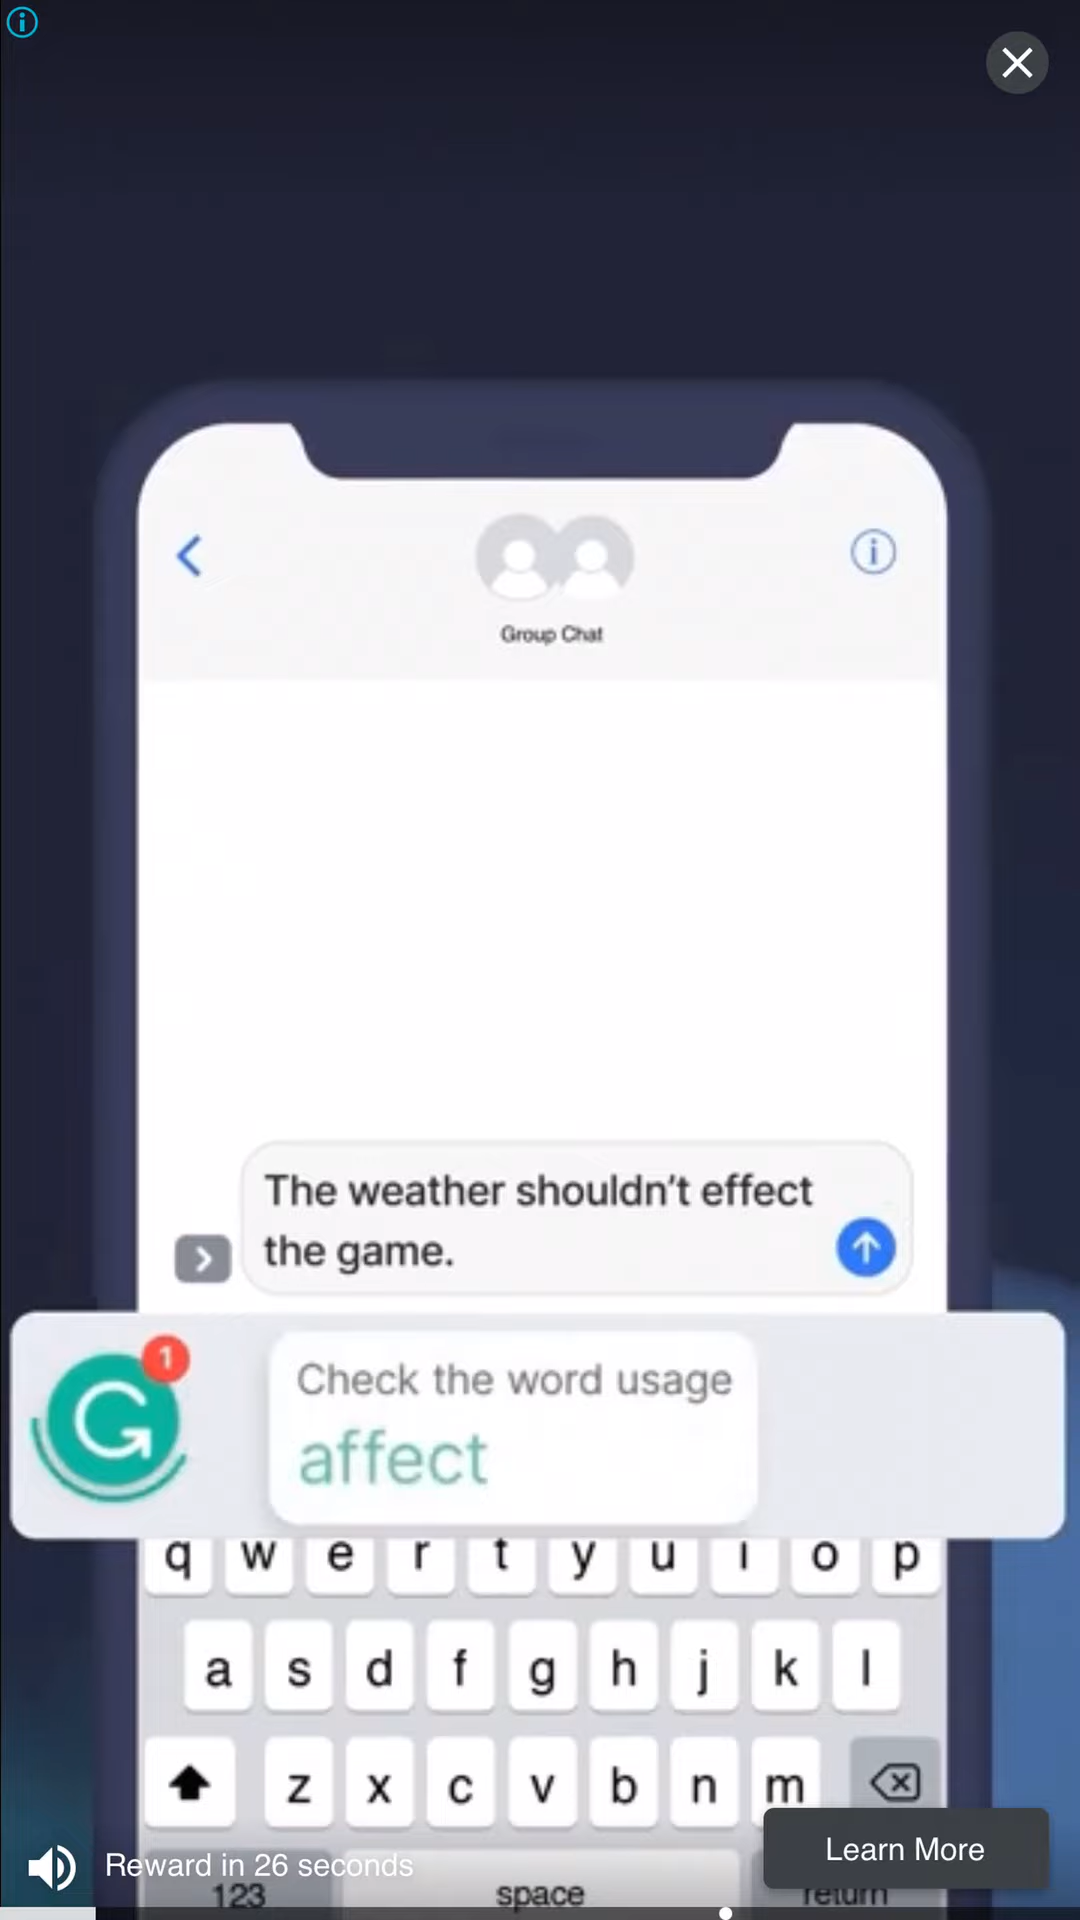 Group Chat
The weather shouldn't effect
the game.
1
Check the word usage
affect
q w e r t y u i o p
a s d f g h j k l
z x c v b n m
Learn More
Reward in 26 seconds
123 space return